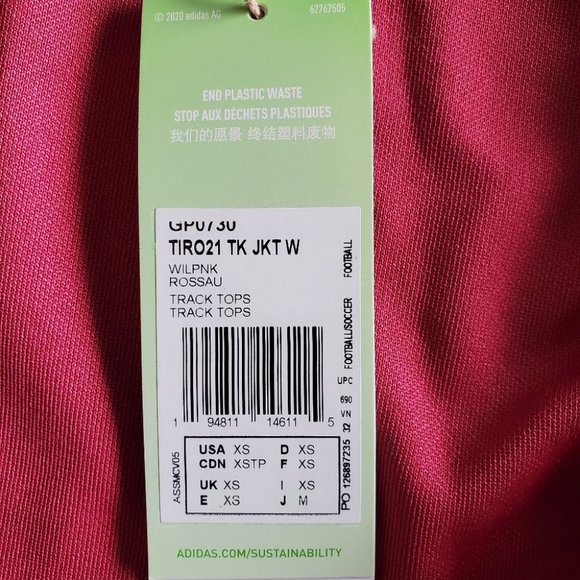 © 2020 adidas AG 62767505
END PLASTIC WASTE
STOP AUX DÉCHETS PLASTIQUES
我们的愿景 终结塑料废物
GP0730
TIRO21 TK JKT W
WILPNK
ROSSAU
TRACK TOPS
TRACK TOPS
1 94811 14611 5
USA XS D XS
CDN XSTP F XS
UK XS I XS
E XS J M
ASSMCV05
FOOTBALL/SOCCER FOOTBALL
UPC
690
VN
32
PO 126897235
ADIDAS.COM/SUSTAINABILITY